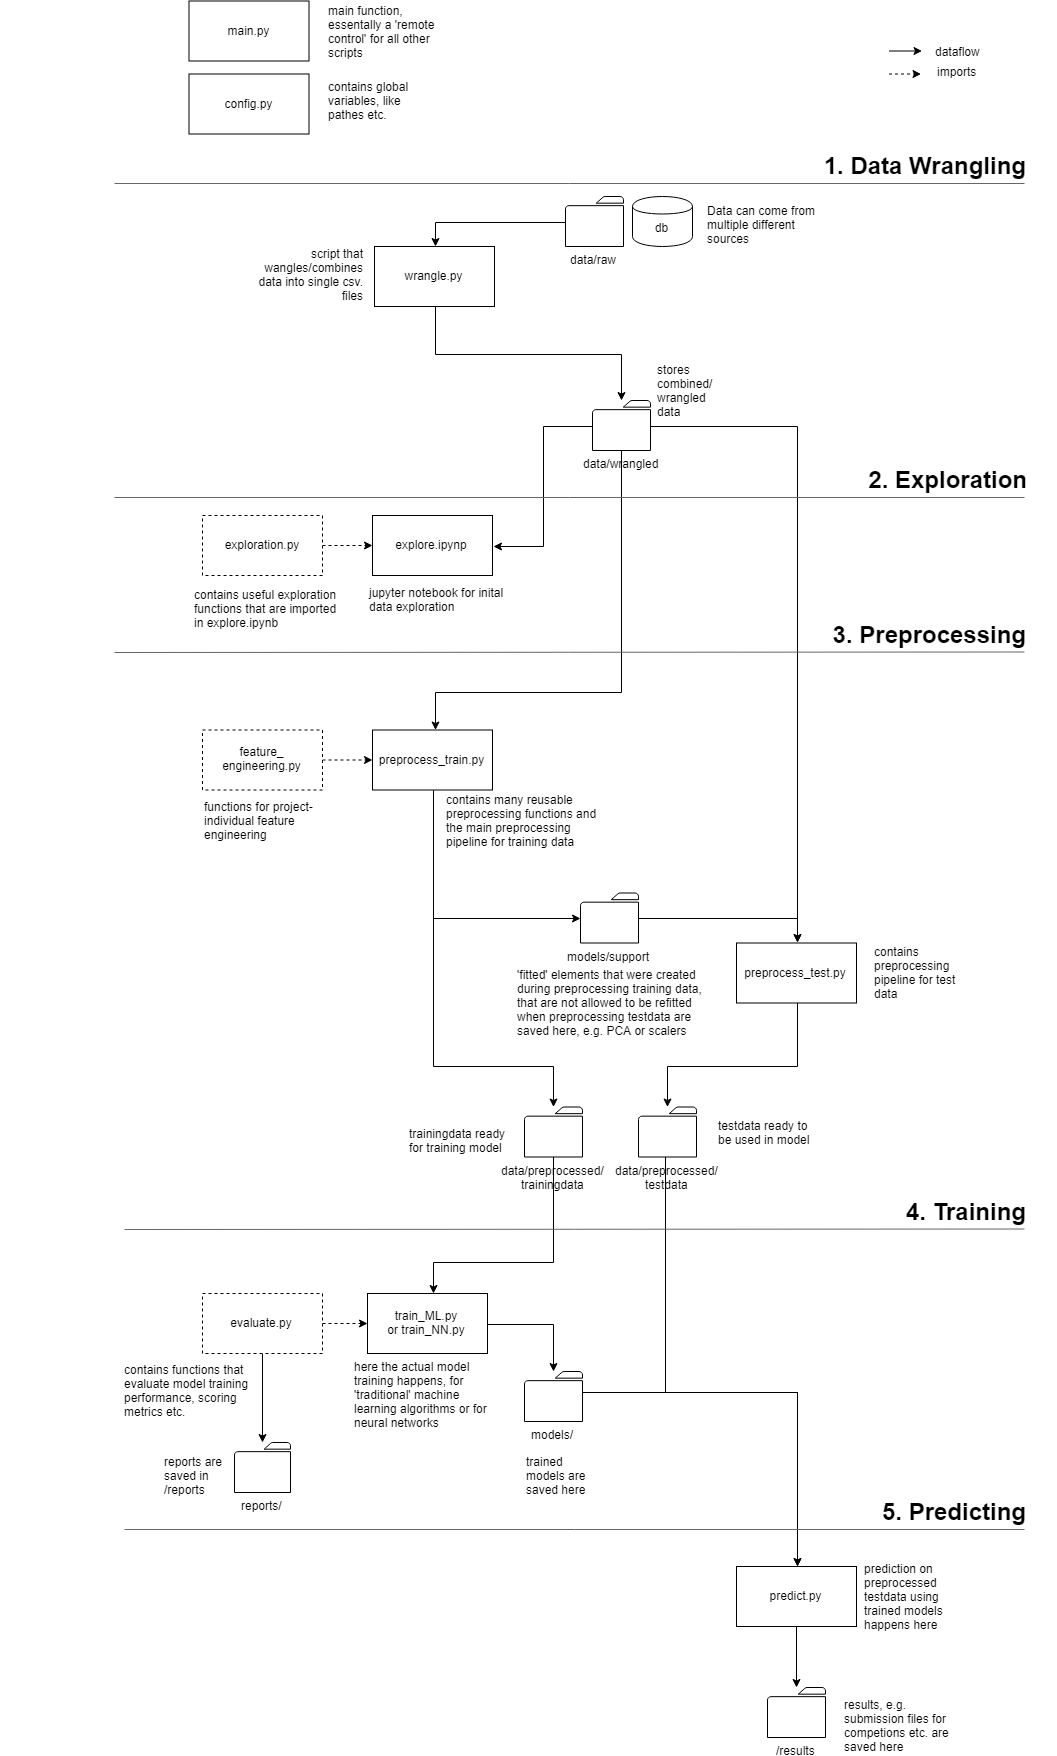 main.py
main function,
essentally a 'remote
control' for all other
scripts
dataflow
imports
config.py
contains global
variables, like
pathes etc.
1. Data Wrangling
db
Data can come from
multiple different
sources
data/raw
script that
wangles/combines
data into single csv.
files
wrangle.py
stores
combined/
wrangled
data
data/wrangled
2. Exploration
exploration.py
explore.ipynp
contains useful exploration
functions that are imported
in explore.ipynb
jupyter notebook for inital
data exploration
3. Preprocessing
feature_
engineering.py
preprocess_train.py
functions for project-
individual feature
engineering
contains many reusable
preprocessing functions and
the main preprocessing
pipeline for training data
models/support
'fitted' elements that were created
during preprocessing training data,
that are not allowed to be refitted
when preprocessing testdata are
saved here, e.g. PCA or scalers
preprocess_test.py
contains
preprocessing
pipeline for test
data
trainingdata ready
for training model
data/preprocessed/
trainingdata
data/preprocessed/
testdata
testdata ready to
be used in model
4. Training
evaluate.py
train_ML.py
or train_NN.py
contains functions that
evaluate model training
performance, scoring
metrics etc.
here the actual model
training happens, for
'traditional' machine
learning algorithms or for
neural networks
models/
trained
models are
saved here
reports are
saved in
/reports
reports/
5. Predicting
predict.py
prediction on
preprocessed
testdata using
trained models
happens here
/results
results, e.g.
submission files for
competions etc. are
saved here